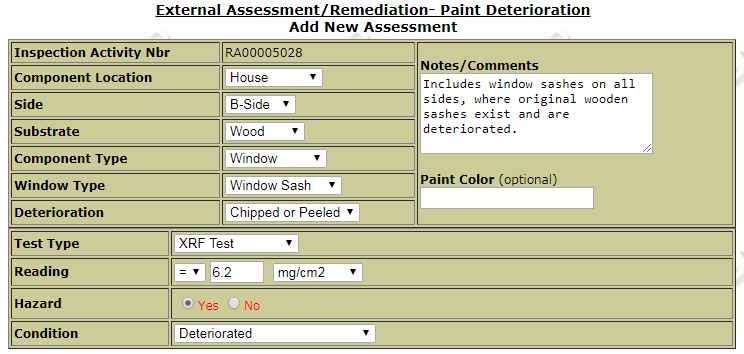 External Assessment/Remediation- Paint Deterioration
Add New Assessment
Inspection Activity Nbr RA00005028
Component Location House
Side B-Side
Substrate Wood
Component Type Window
Window Type Window Sash
Deterioration Chipped or Peeled
Notes/Comments
Includes window sashes on all
sides, where original wooden
sashes exist and are
deteriorated.
Paint Color (optional)
Test Type XRF Test
Reading = 6.2 mg/cm2
Hazard Yes No
Condition Deteriorated